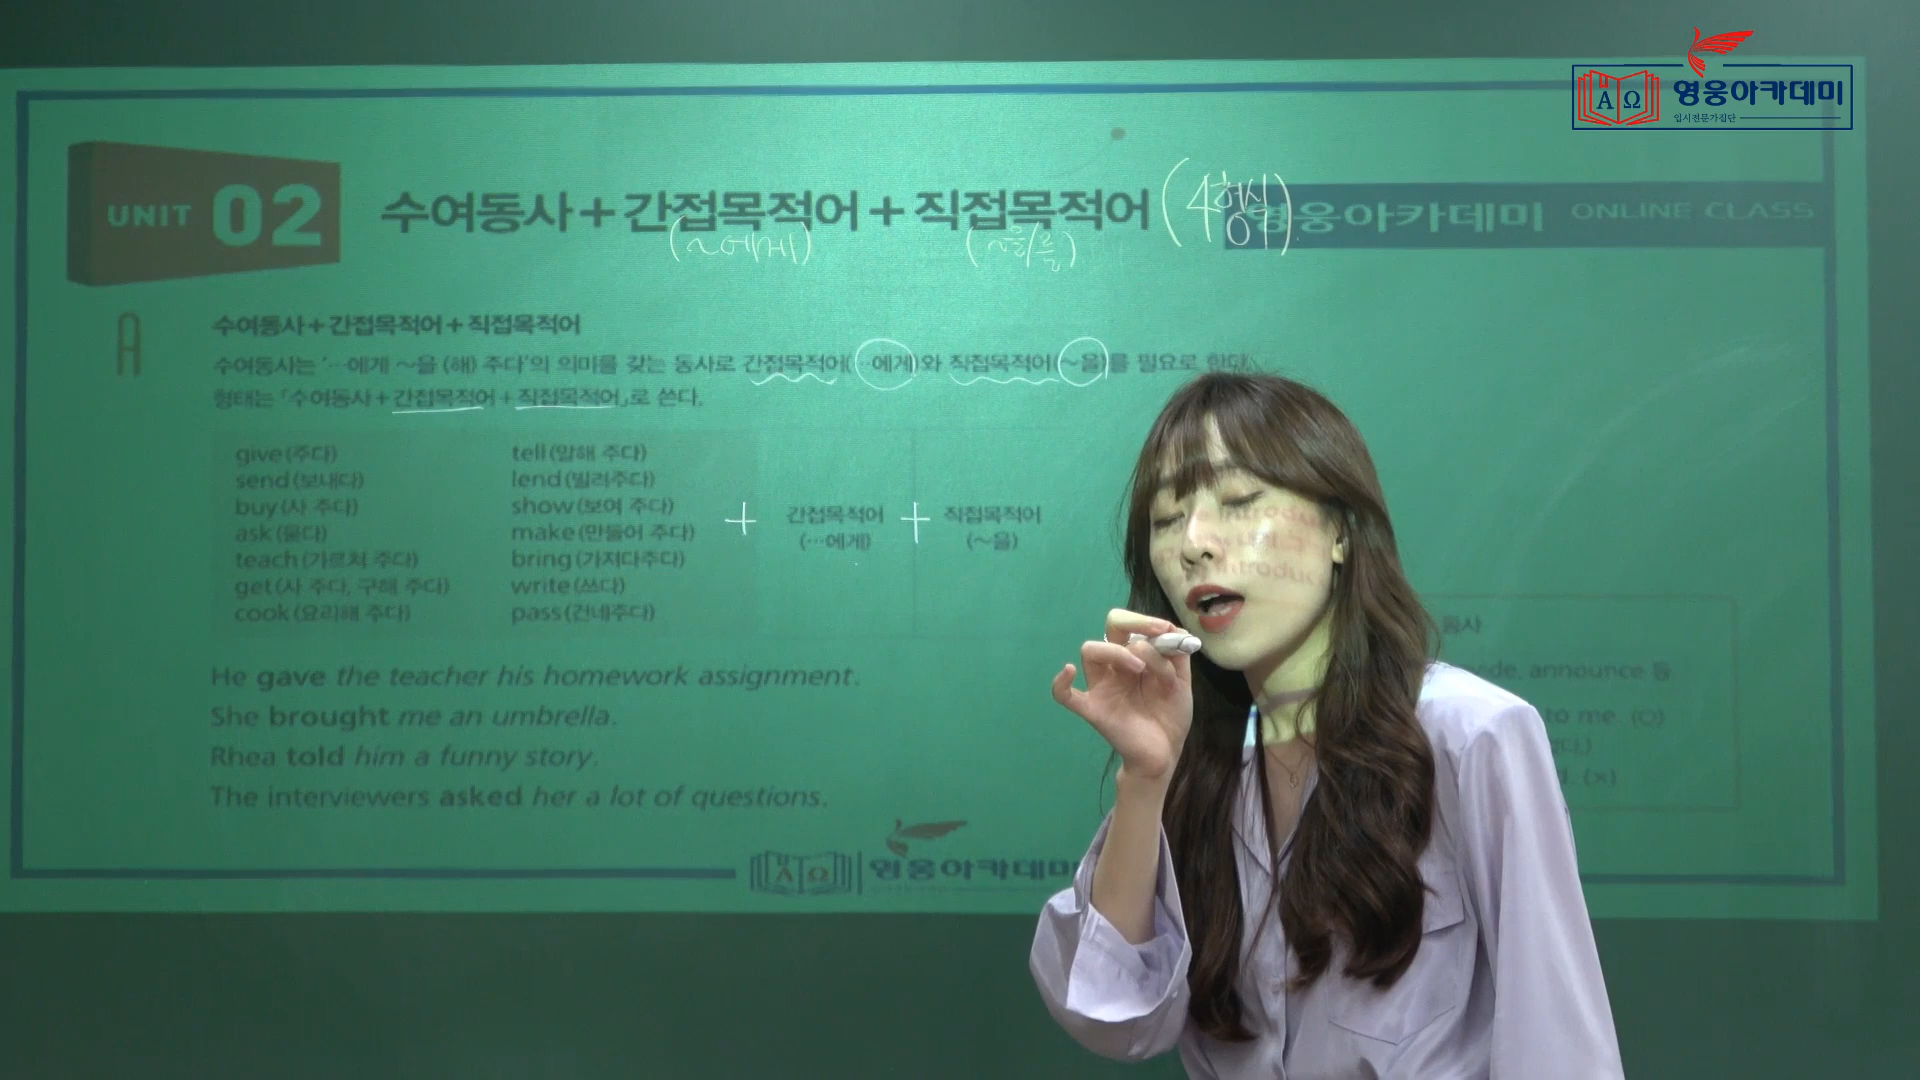 영웅아카데미
입시전문가집단
UNIT 02
수여동사+간접목적어+직접목적어 (4형식)
영웅아카데미 ONLINE CLASS
(~에게) (~을/를)
A
수여동사+간접목적어+직접목적어
수여동사는 '…에게 ~을 (해) 주다'의 의미를 갖는 동사로 간접목적어(…에게)와 직접목적어(~을)를 필요로 한다.
형태는 「수여동사+간접목적어+직접목적어」로 쓴다.
give(주다) tell(말해 주다)
send(보내다) lend(빌려주다)
buy(사 주다) show(보여 주다) + 간접목적어 + 직접목적어
ask(묻다) make(만들어 주다) (…에게) (~을)
teach(가르쳐 주다) bring(가져다주다)
get(사 주다, 구해 주다) write(쓰다)
cook(요리해 주다) pass(건네주다)
introduc
introduc
동사
announce 등
to me. (○)
(×)
He gave the teacher his homework assignment.
She brought me an umbrella.
Rhea told him a funny story.
The interviewers asked her a lot of questions.
영웅아카데미